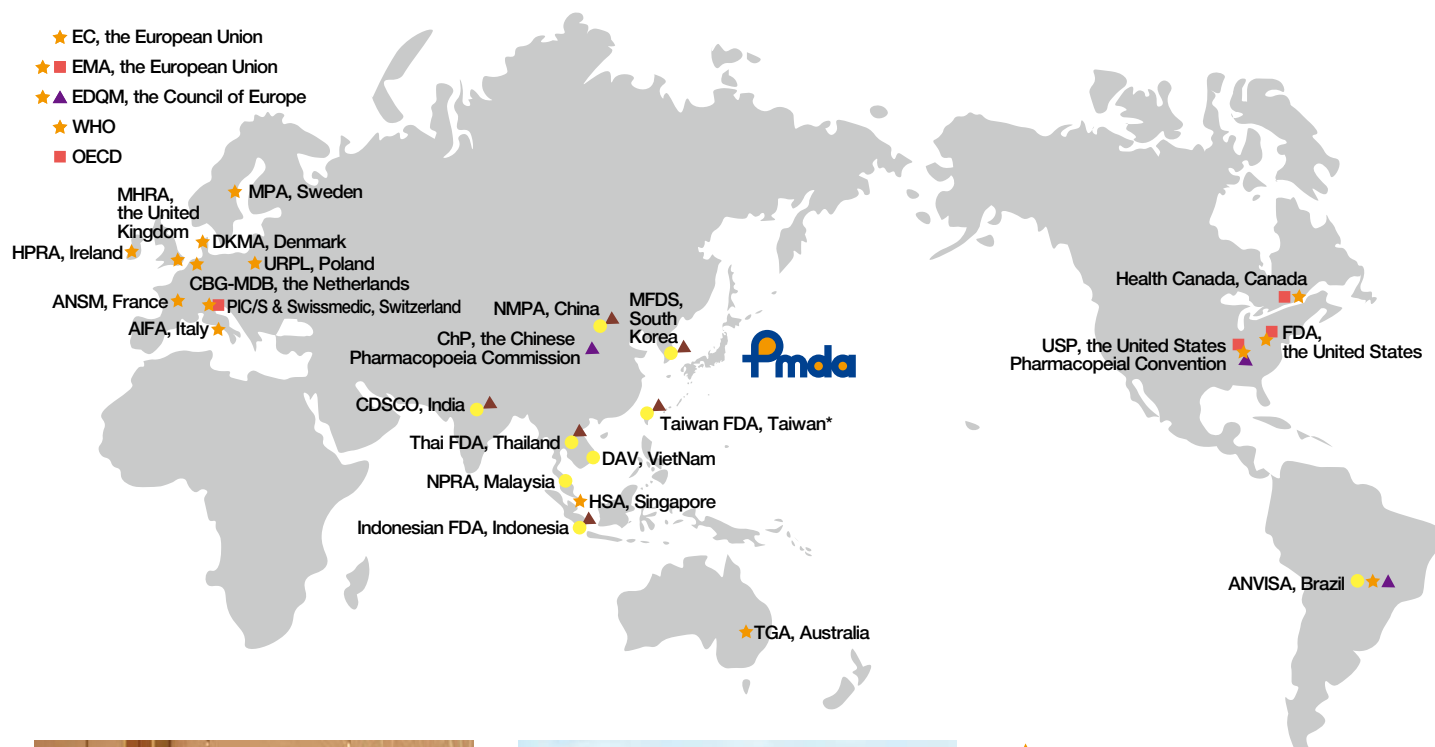 EC, the European Union
EMA, the European Union
EDQM, the Council of Europe
WHO
OECD
MPA, Sweden
MHRA,
the United
Kingdom
DKMA, Denmark
HPRA, Ireland
URPL, Poland
CBG-MDB, the Netherlands
ANSM, France
PIC/S & Swissmedic, Switzerland
AIFA, Italy
NMPA, China
MFDS,
South
Korea
ChP, the Chinese
Pharmacopoeia Commission
Pmda
CDSCO, India
Taiwan FDA, Taiwan*
Thai FDA, Thailand
DAV, VietNam
NPRA, Malaysia
HSA, Singapore
Indonesian FDA, Indonesia
TGA, Australia
Health Canada, Canada
FDA,
the United States
USP, the United States
Pharmacopeial Convention
ANVISA, Brazil